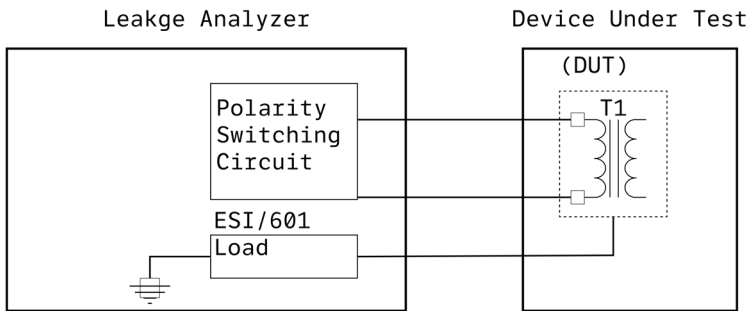 Leakge Analyzer
Device Under Test
(DUT)
T1
Polarity
Switching
Circuit
ESI/601
Load